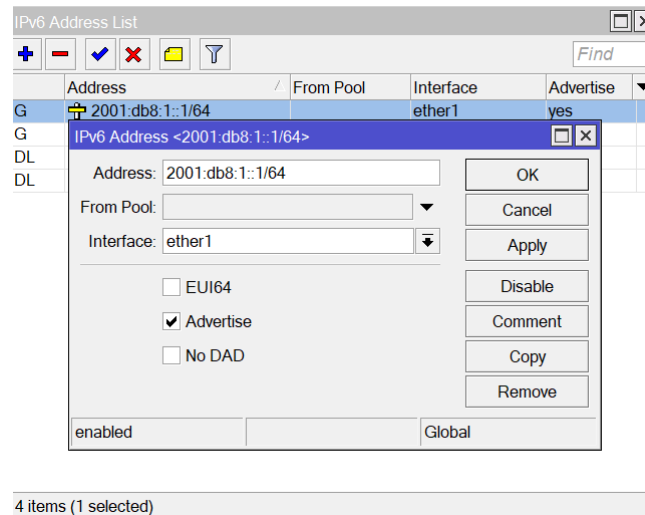 IPv6 Address List
Find
Address From Pool Interface Advertise
G 2001:db8:1::1/64 ether1 yes
G
DL
DL
IPv6 Address <2001:db8:1::1/64>
Address: 2001:db8:1::1/64
From Pool:
Interface: ether1
EUI64
Advertise
No DAD
OK
Cancel
Apply
Disable
Comment
Copy
Remove
enabled Global
4 items (1 selected)